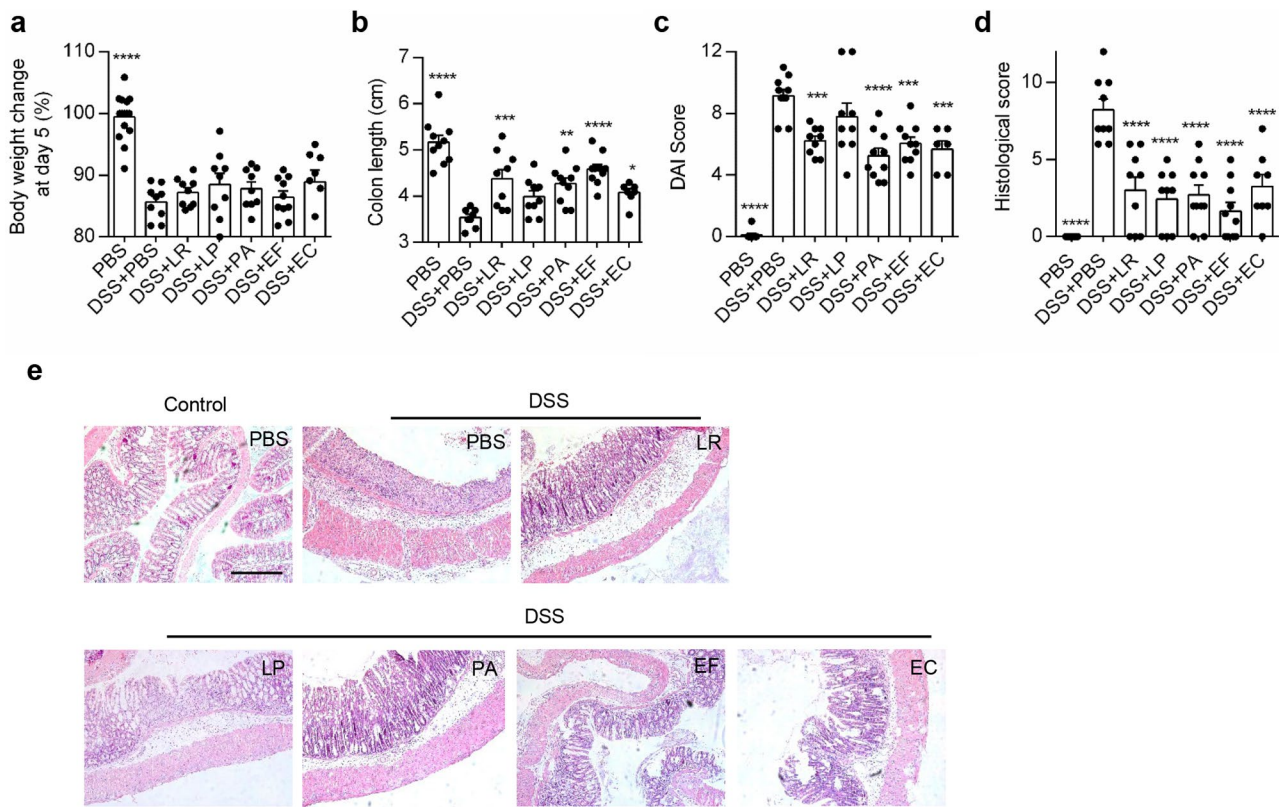 a
Body weight change
at day 5 (%)
110
100
90
80
****
PBS
DSS+PBS
DSS+LR
DSS+LP
DSS+PA
DSS+EF
DSS+EC
b
Colon length (cm)
7
6
5
4
3
****
***
**
****
*
PBS
DSS+PBS
DSS+LR
DSS+LP
DSS+PA
DSS+EF
DSS+EC
c
DAI Score
12
8
4
0
****
***
****
***
***
PBS
DSS+PBS
DSS+LR
DSS+LP
DSS+PA
DSS+EF
DSS+EC
d
Histological score
10
5
0
****
****
****
****
****
****
PBS
DSS+PBS
DSS+LR
DSS+LP
DSS+PA
DSS+EF
DSS+EC
e
Control
DSS
PBS
PBS
LR
DSS
LP
PA
EF
EC